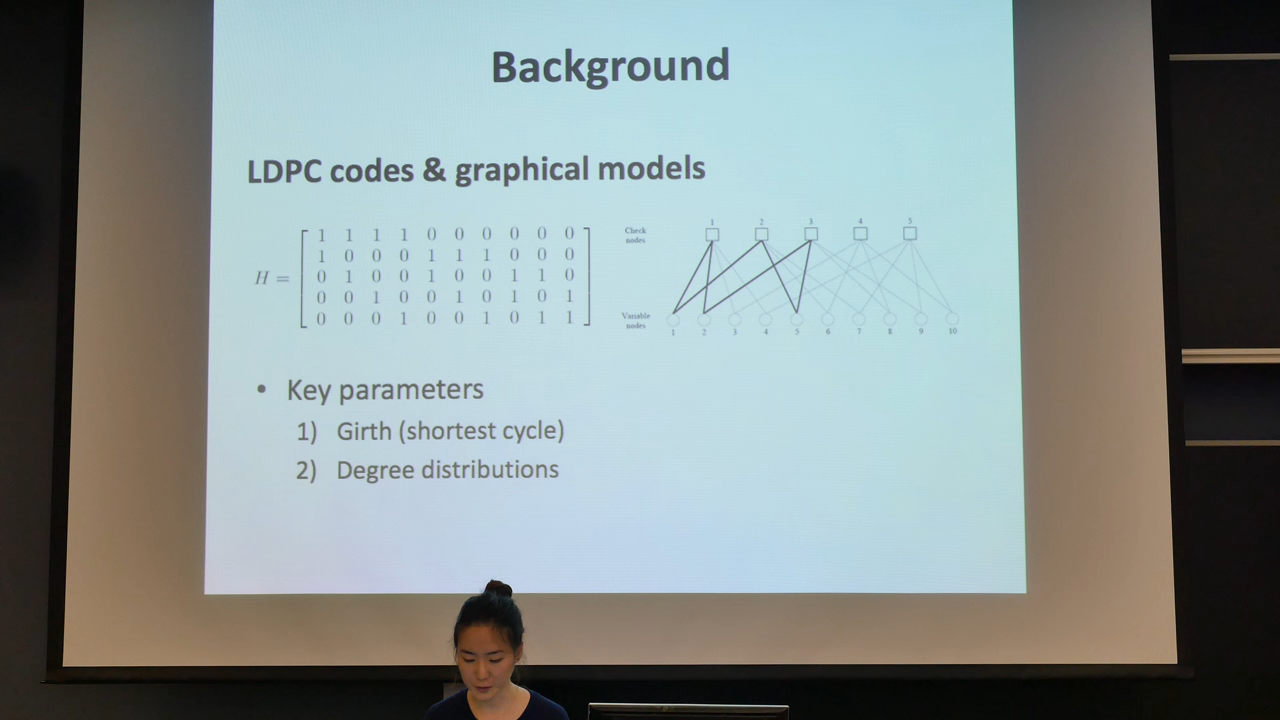 Background
LDPC codes & graphical models
H =
1 1 1 1 0 0 0 0 0 0
1 0 0 0 1 1 1 0 0 0
0 1 0 0 1 0 0 1 1 0
0 0 1 0 0 1 0 1 0 1
0 0 0 1 0 0 1 0 1 1
Check
nodes
1 2 3 4 5
Variable
nodes
1 2 3 4 5 6 7 8 9 10
• Key parameters
1) Girth (shortest cycle)
2) Degree distributions